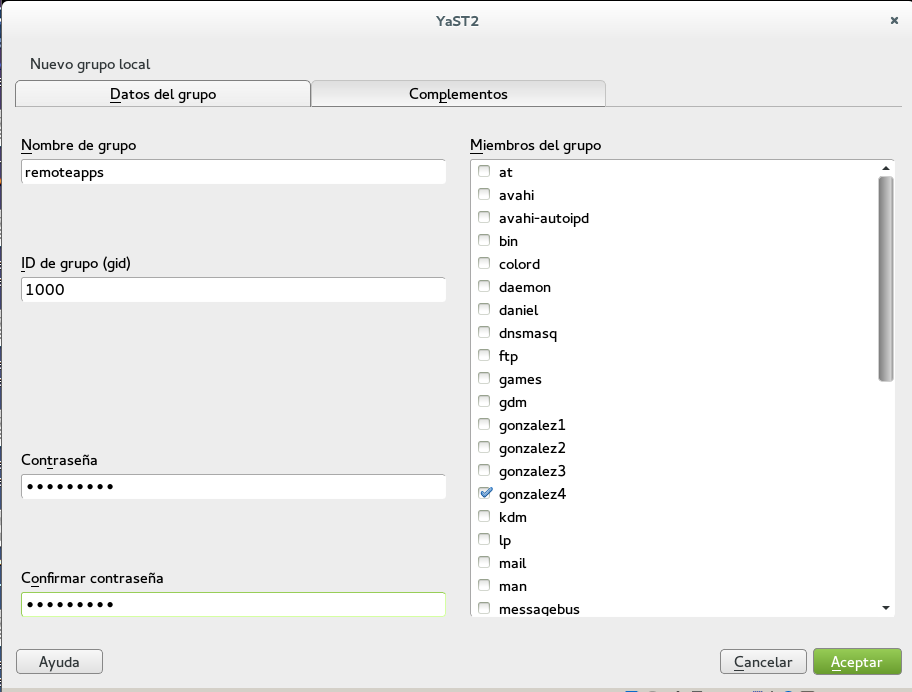 YaST2
Nuevo grupo local
Datos del grupo
Complementos
Nombre de grupo
remoteapps
ID de grupo (gid)
1000
Contraseña
•••••••••
Confirmar contraseña
•••••••••
Miembros del grupo
at
avahi
avahi-autoipd
bin
colord
daemon
daniel
dnsmasq
ftp
games
gdm
gonzalez1
gonzalez2
gonzalez3
gonzalez4
kdm
lp
mail
man
messagebus
Ayuda
Cancelar
Aceptar